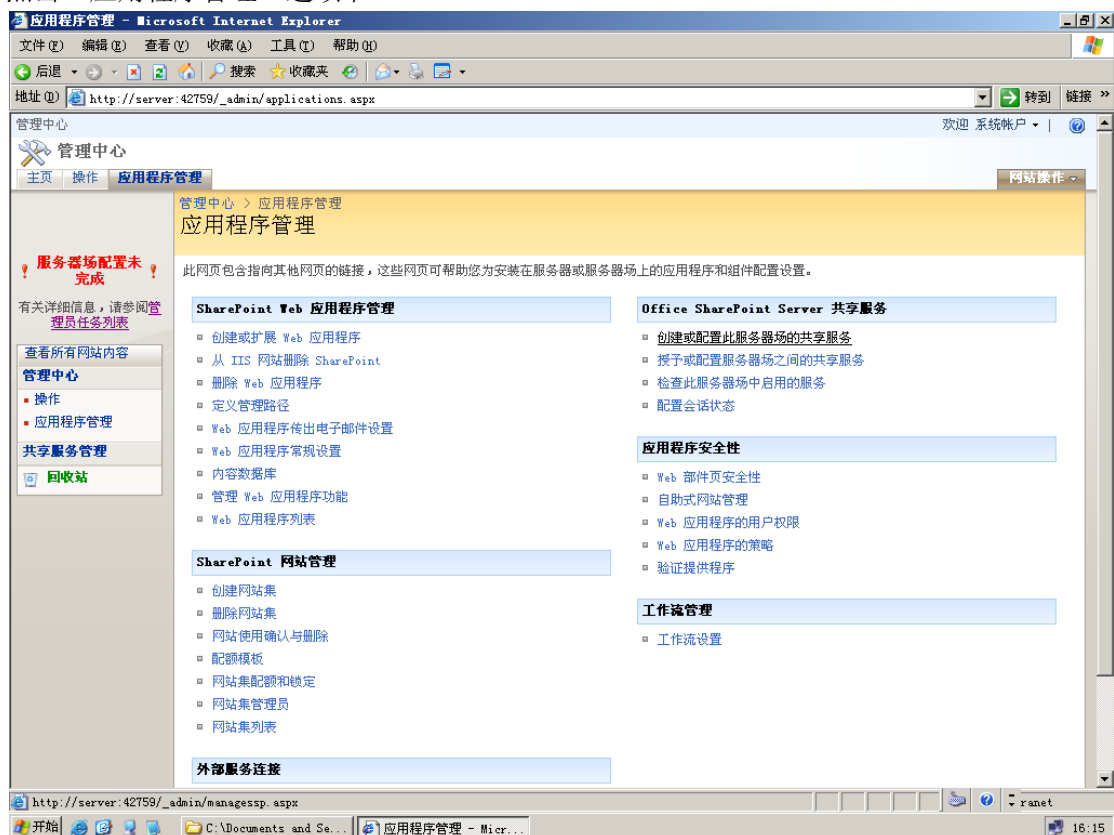 应用程序管理 - Microsoft Internet Explorer
文件(F) 编辑(E) 查看(V) 收藏(A) 工具(T) 帮助(H)
后退 搜索 收藏夹
地址(D) http://server:42759/_admin/applications.aspx 转到 链接 »
管理中心 欢迎 系统帐户
管理中心
主页 操作 应用程序管理 网站操作
管理中心 > 应用程序管理
应用程序管理
服务器场配置未
完成
有关详细信息，请参阅管
理员任务列表
查看所有网站内容
管理中心
操作
应用程序管理
共享服务管理
回收站
此网页包含指向其他网页的链接，这些网页可帮助您为安装在服务器或服务器场上的应用程序和组件配置设置。
SharePoint Web 应用程序管理
创建或扩展 Web 应用程序
从 IIS 网站删除 SharePoint
删除 Web 应用程序
定义管理路径
Web 应用程序传出电子邮件设置
Web 应用程序常规设置
内容数据库
管理 Web 应用程序功能
Web 应用程序列表
SharePoint 网站管理
创建网站集
删除网站集
网站使用确认与删除
配额模板
网站集配额和锁定
网站集管理员
网站集列表
外部服务连接
Office SharePoint Server 共享服务
创建或配置此服务器场的共享服务
授予或配置服务器场之间的共享服务
检查此服务器场中启用的服务
配置会话状态
应用程序安全性
Web 部件页安全性
自助式网站管理
Web 应用程序的用户权限
Web 应用程序的策略
验证提供程序
工作流管理
工作流设置
http://server:42759/_admin/managessp.aspx ranet
开始 C:\Documents and Se... 应用程序管理 - Micr... 16:15